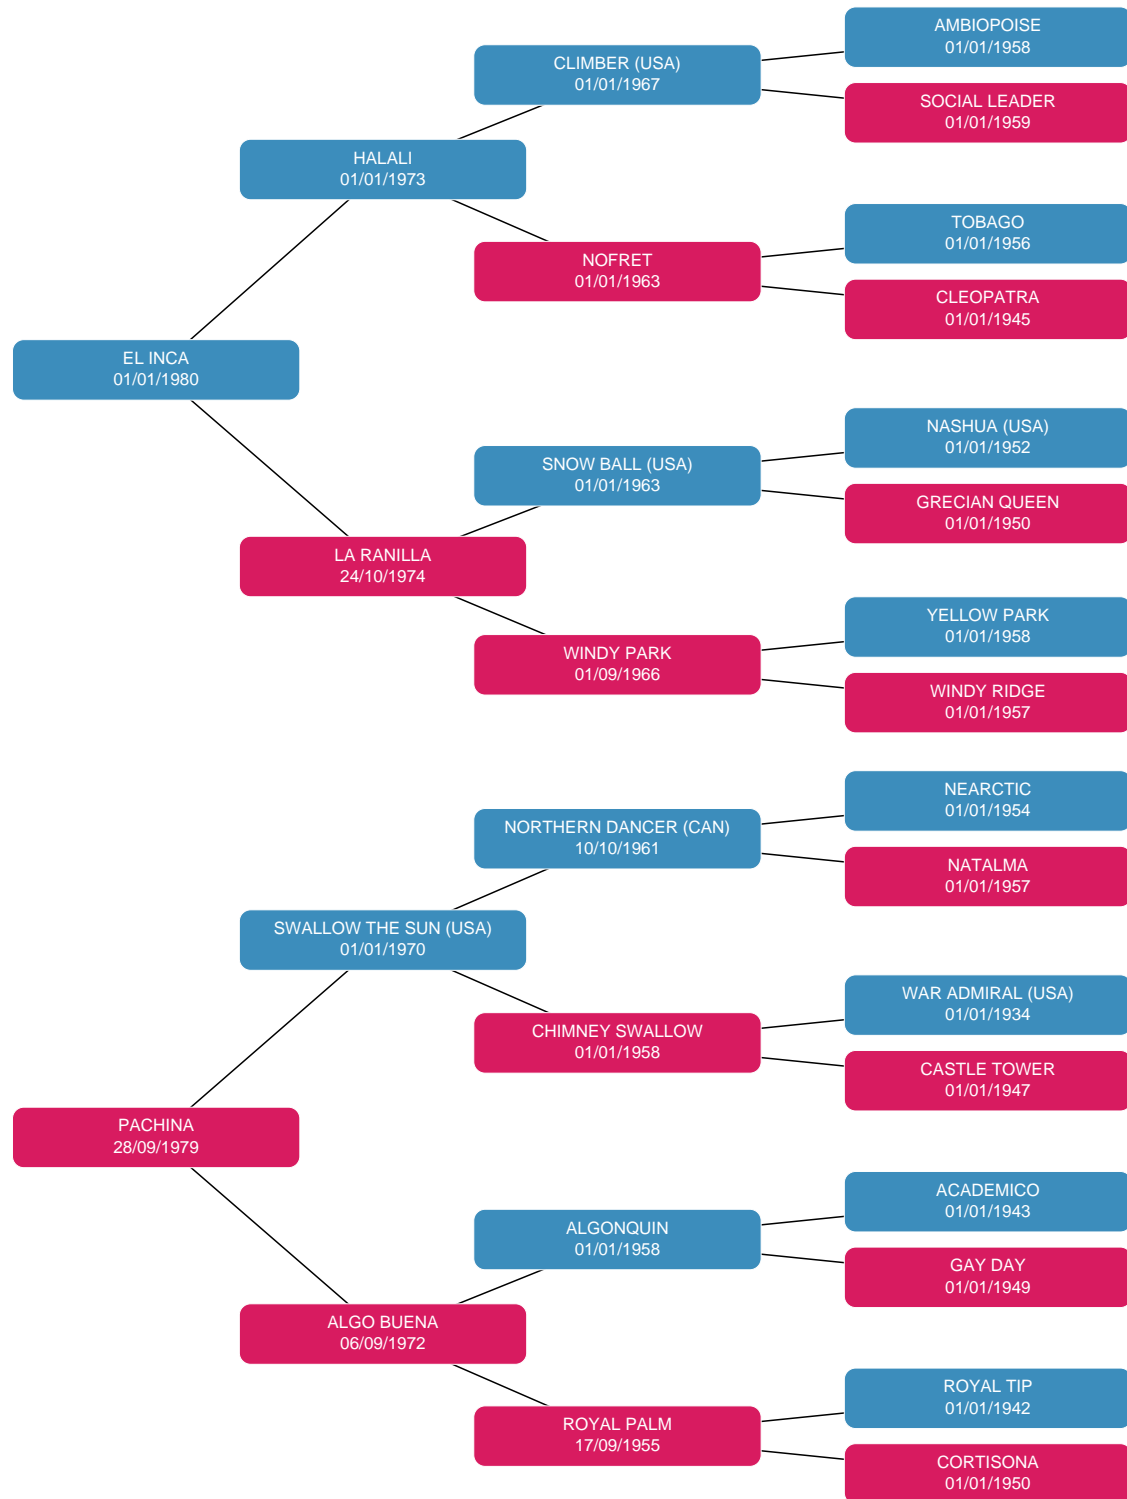 AMBIOPOISE
01/01/1958
CLIMBER (USA)
01/01/1967
SOCIAL LEADER
01/01/1959
HALALI
01/01/1973
TOBAGO
01/01/1956
NOFRET
01/01/1963
CLEOPATRA
01/01/1945
EL INCA
01/01/1980
NASHUA (USA)
01/01/1952
SNOW BALL (USA)
01/01/1963
GRECIAN QUEEN
01/01/1950
LA RANILLA
24/10/1974
YELLOW PARK
01/01/1958
WINDY PARK
01/09/1966
WINDY RIDGE
01/01/1957
NEARCTIC
01/01/1954
NORTHERN DANCER (CAN)
10/10/1961
NATALMA
01/01/1957
SWALLOW THE SUN (USA)
01/01/1970
WAR ADMIRAL (USA)
01/01/1934
CHIMNEY SWALLOW
01/01/1958
CASTLE TOWER
01/01/1947
PACHINA
28/09/1979
ACADEMICO
01/01/1943
ALGONQUIN
01/01/1958
GAY DAY
01/01/1949
ALGO BUENA
06/09/1972
ROYAL TIP
01/01/1942
ROYAL PALM
17/09/1955
CORTISONA
01/01/1950